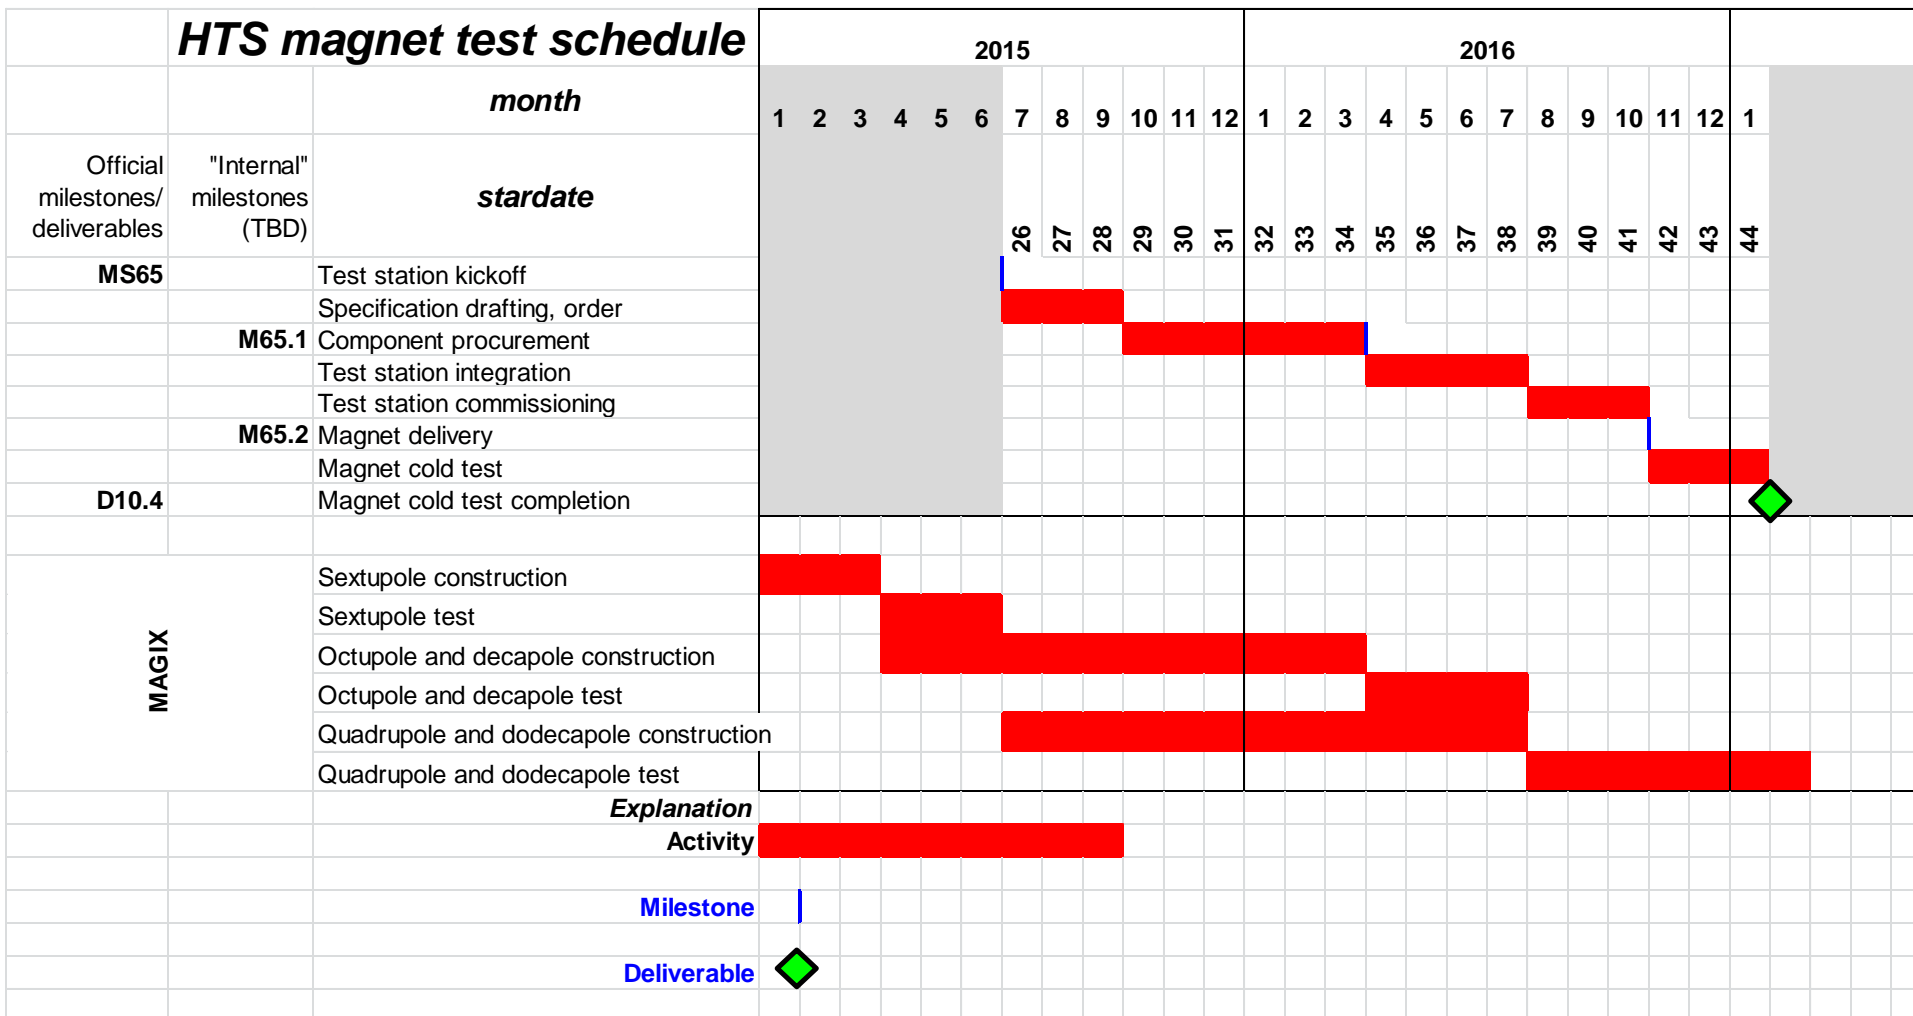 HTS magnet test schedule
2015
2016
month
1 2 3 4 5 6 7 8 9 10 11 12 1 2 3 4 5 6 7 8 9 10 11 12 1
Official
milestones/
deliverables
"Internal"
milestones
(TBD)
stardate
26 27 28 29 30 31 32 33 34 35 36 37 38 39 40 41 42 43 44
MS65 Test station kickoff
Specification drafting, order
M65.1 Component procurement
Test station integration
Test station commissioning
M65.2 Magnet delivery
Magnet cold test
D10.4 Magnet cold test completion
MAGIX
Sextupole construction
Sextupole test
Octupole and decapole construction
Octupole and decapole test
Quadrupole and dodecapole construction
Quadrupole and dodecapole test
Explanation
Activity
Milestone
Deliverable